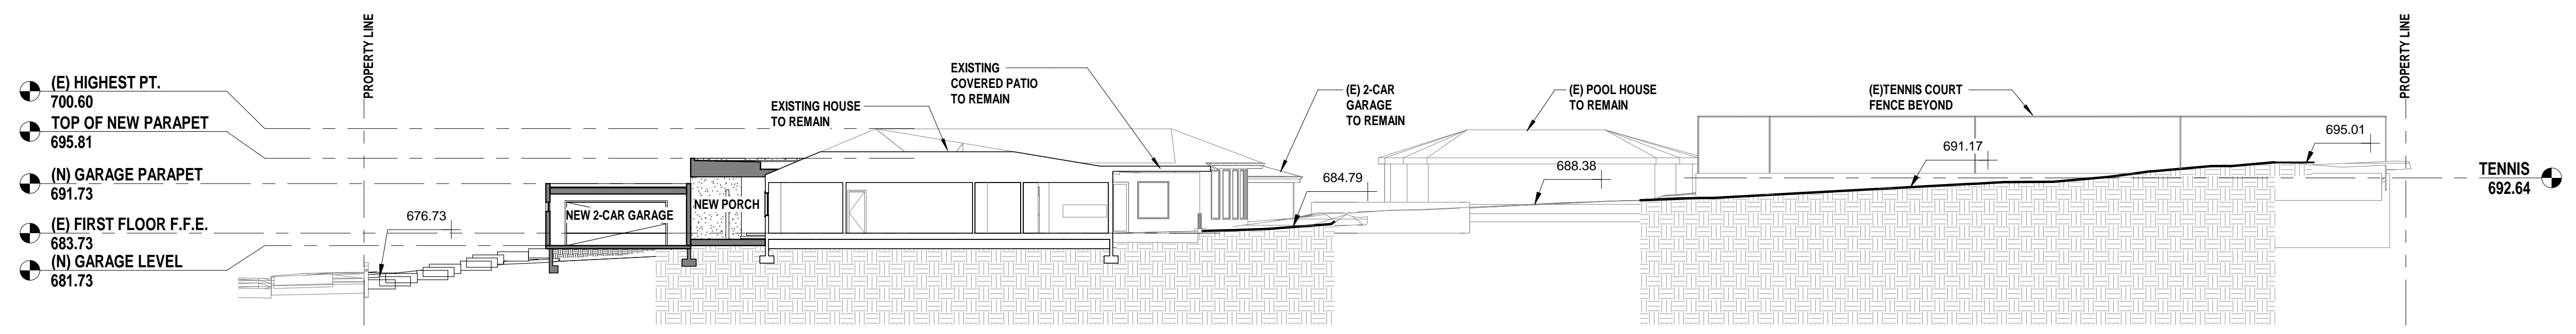 PROPERTY LINE
PROPERTY LINE
(E) HIGHEST PT.
700.60
TOP OF NEW PARAPET
695.81
(N) GARAGE PARAPET
691.73
(E) FIRST FLOOR F.F.E.
683.73
(N) GARAGE LEVEL
681.73
676.73
NEW 2-CAR GARAGE
NEW PORCH
EXISTING HOUSE
TO REMAIN
EXISTING
COVERED PATIO
TO REMAIN
(E) 2-CAR
GARAGE
TO REMAIN
684.79
(E) POOL HOUSE
TO REMAIN
688.38
(E)TENNIS COURT
FENCE BEYOND
691.17
695.01
TENNIS
692.64